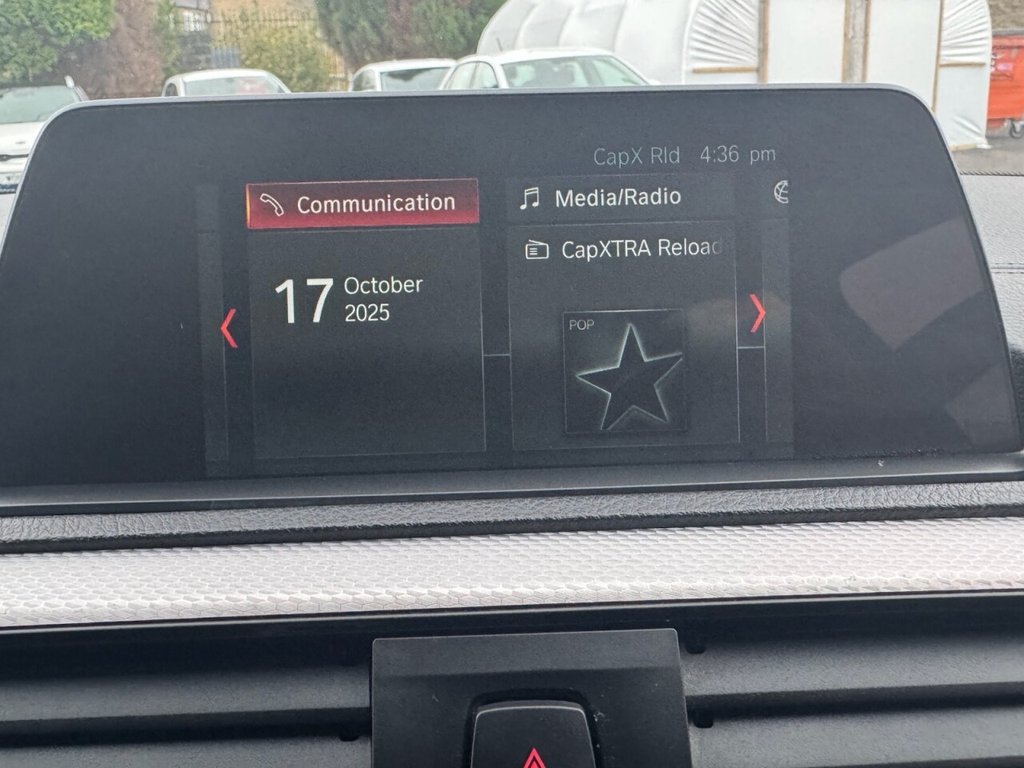 CapX Rld 4:36 pm
Communication
Media/Radio
17
October
2025
CapXTRA Reload
POP